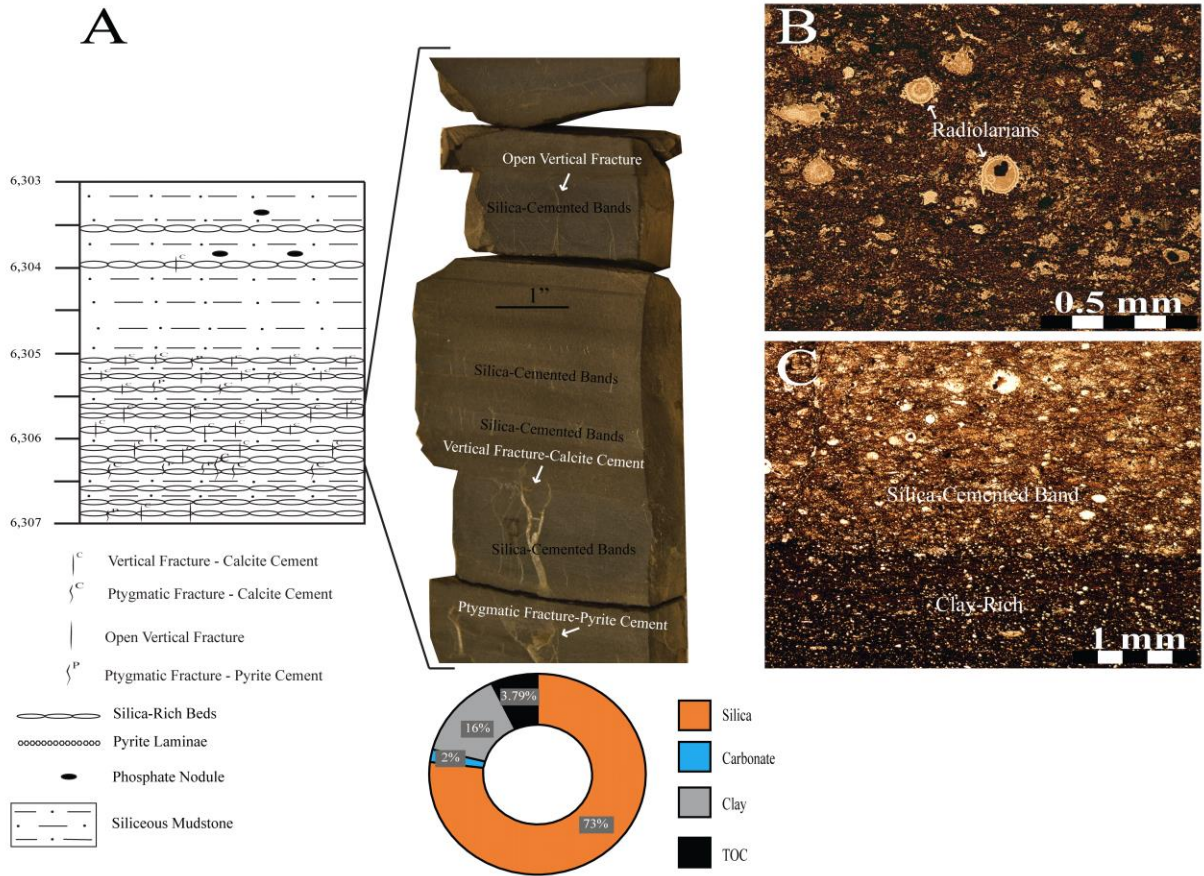 A
6,303
6,304
6,305
6,306
6,307
C
Vertical Fracture - Calcite Cement
C
Ptygmatic Fracture - Calcite Cement
Open Vertical Fracture
P
Ptygmatic Fracture - Pyrite Cement
Silica-Rich Beds
Pyrite Laminae
Phosphate Nodule
Siliceous Mudstone
Open Vertical Fracture
Silica-Cemented Bands
1”
Silica-Cemented Bands
Silica-Cemented Bands
Vertical Fracture-Calcite Cement
Silica-Cemented Bands
Ptygmatic Fracture-Pyrite Cement
3.79%
16%
2%
73%
Silica
Carbonate
Clay
TOC
B
Radiolarians
0.5 mm
C
Silica-Cemented Band
Clay-Rich
1 mm